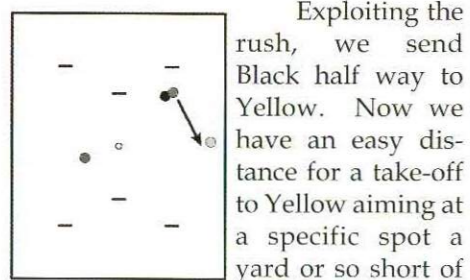 Exploiting the
rush, we send
Black half way to
Yellow. Now we
have an easy dis-
tance for a take-off
to Yellow aiming at
a specific spot a
yard or so short of